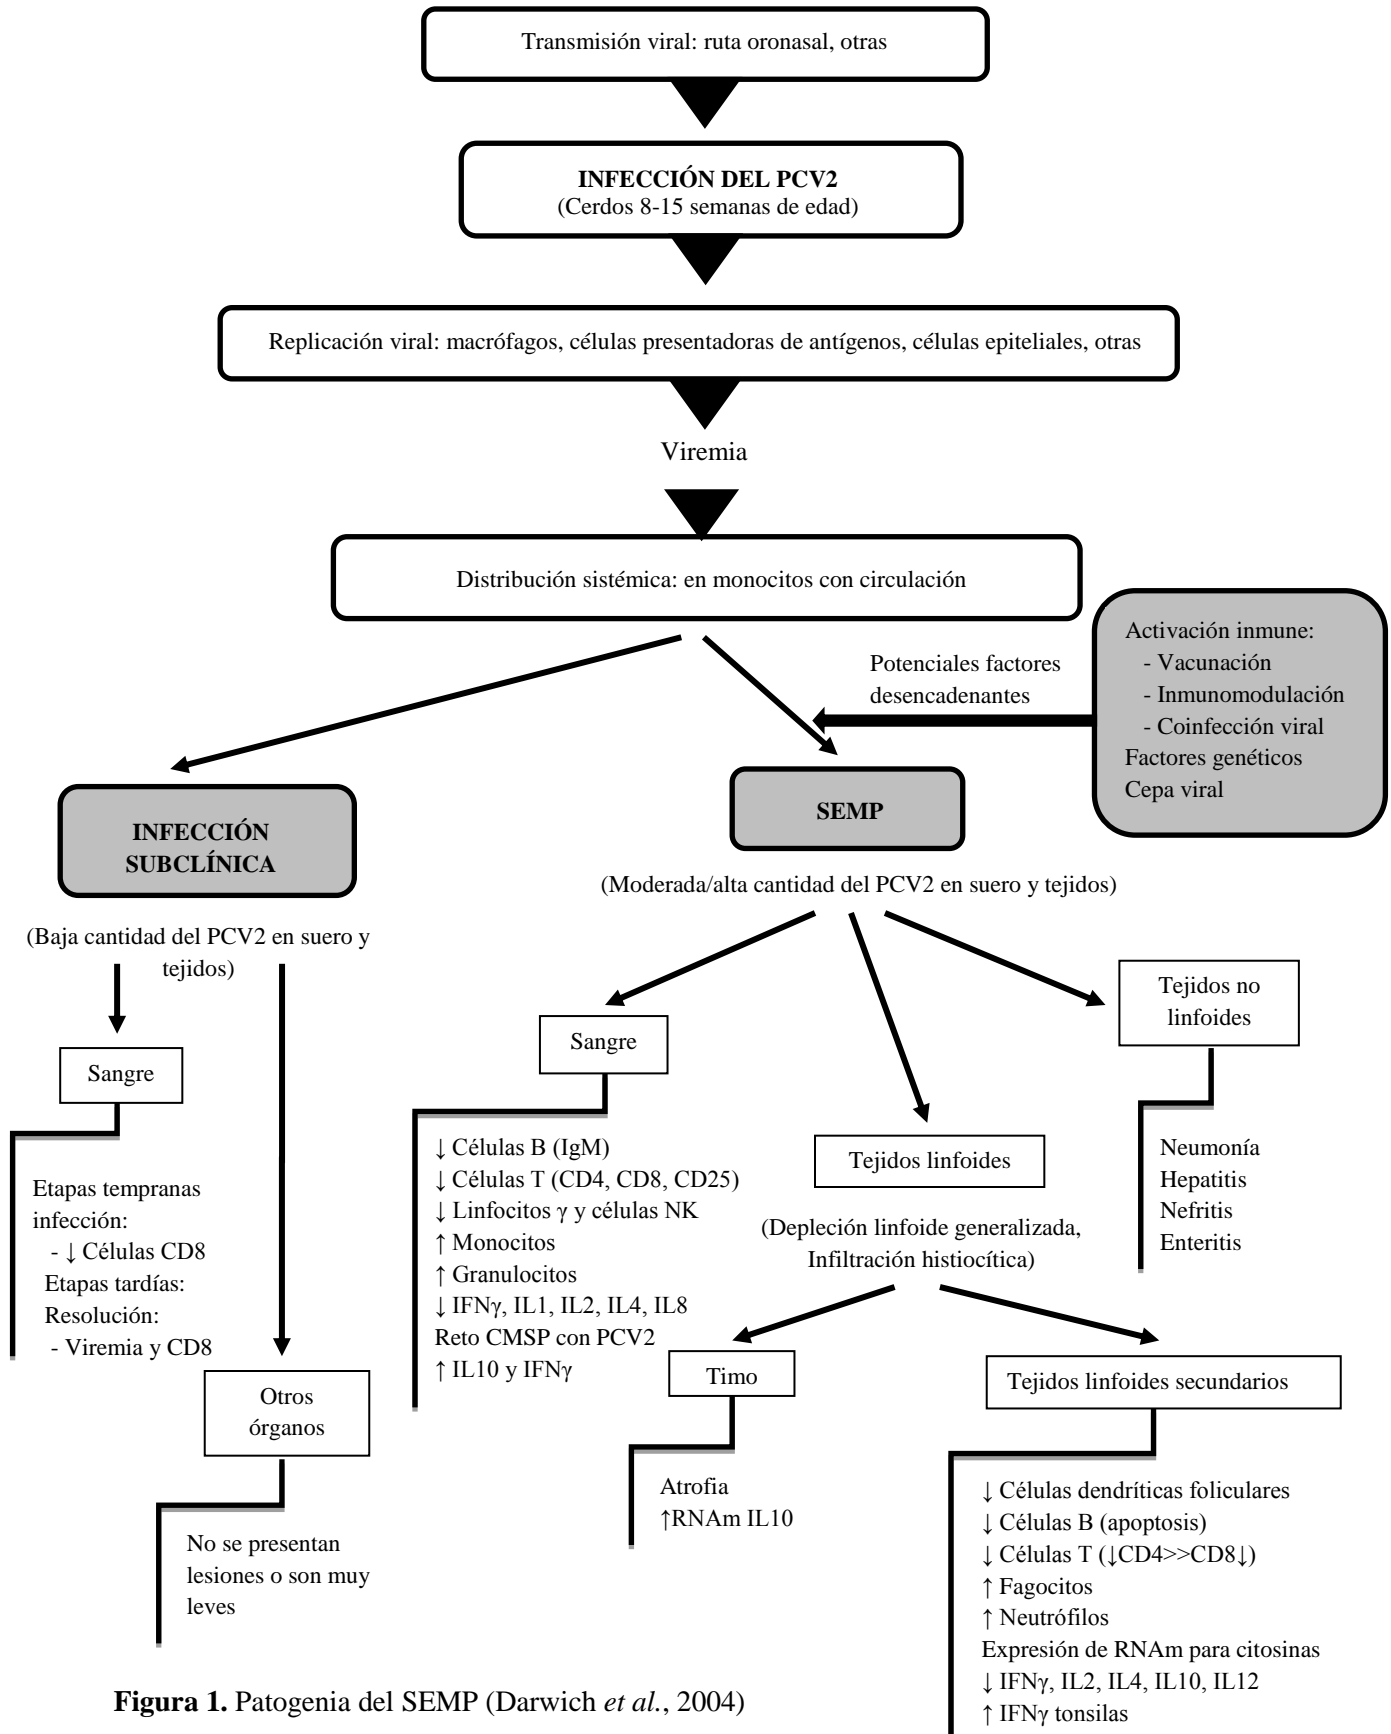 Transmisión viral: ruta oronasal, otras
INFECCIÓN DEL PCV2
(Cerdos 8-15 semanas de edad)
Replicación viral: macrófagos, células presentadoras de antígenos, células epiteliales, otras
Viremia
Distribución sistémica: en monocitos con circulación
Potenciales factores
desencadenantes
Activación inmune:
- Vacunación
- Inmunomodulación
- Coinfección viral
Factores genéticos
Cepa viral
INFECCIÓN
SUBCLÍNICA
(Baja cantidad del PCV2 en suero y
tejidos)
Sangre
Etapas tempranas
infección:
- ↓ Células CD8
Etapas tardías:
Resolución:
- Viremia y CD8
Otros
órganos
No se presentan
lesiones o son muy
leves
SEMP
(Moderada/alta cantidad del PCV2 en suero y tejidos)
Sangre
↓ Células B (IgM)
↓ Células T (CD4, CD8, CD25)
↓ Linfocitos γ y células NK
↑ Monocitos
↑ Granulocitos
↓ IFNγ, IL1, IL2, IL4, IL8
Reto CMSP con PCV2
↑ IL10 y IFNγ
Tejidos linfoides
(Depleción linfoide generalizada,
Infiltración histiocítica)
Timo
Atrofia
↑RNAm IL10
Tejidos linfoides secundarios
↓ Células dendríticas foliculares
↓ Células B (apoptosis)
↓ Células T (↓CD4>>CD8↓)
↑ Fagocitos
↑ Neutrófilos
Expresión de RNAm para citosinas
↓ IFNγ, IL2, IL4, IL10, IL12
↑ IFNγ tonsilas
Tejidos no
linfoides
Neumonía
Hepatitis
Nefritis
Enteritis
Figura 1. Patogenia del SEMP (Darwich et al., 2004)